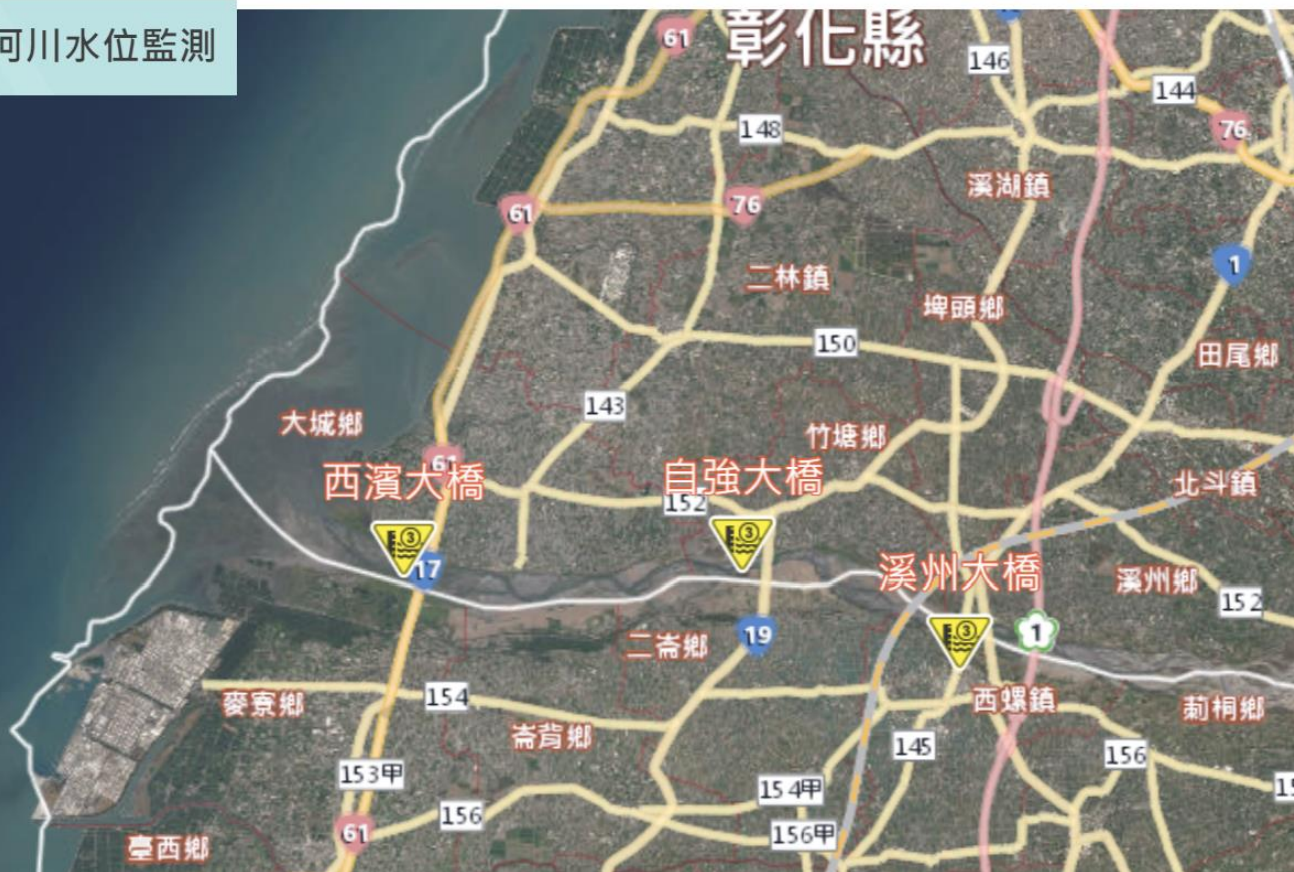 河川水位監測
61
彰化縣
146
144
148
76
溪湖鎮
61
76
1
二林鎮
埤頭鄉
150
田尾鄉
143
大城鄉
竹塘鄉
61
西濱大橋
自強大橋
152
北斗鎮
③
③
17
溪州大橋
溪州鄉
152
二崙鄉
19
③
1
麥寮鄉
154
西螺鎮
莿桐鄉
崙背鄉
145
156
153甲
154甲
15
156
61
156甲
臺西鄉